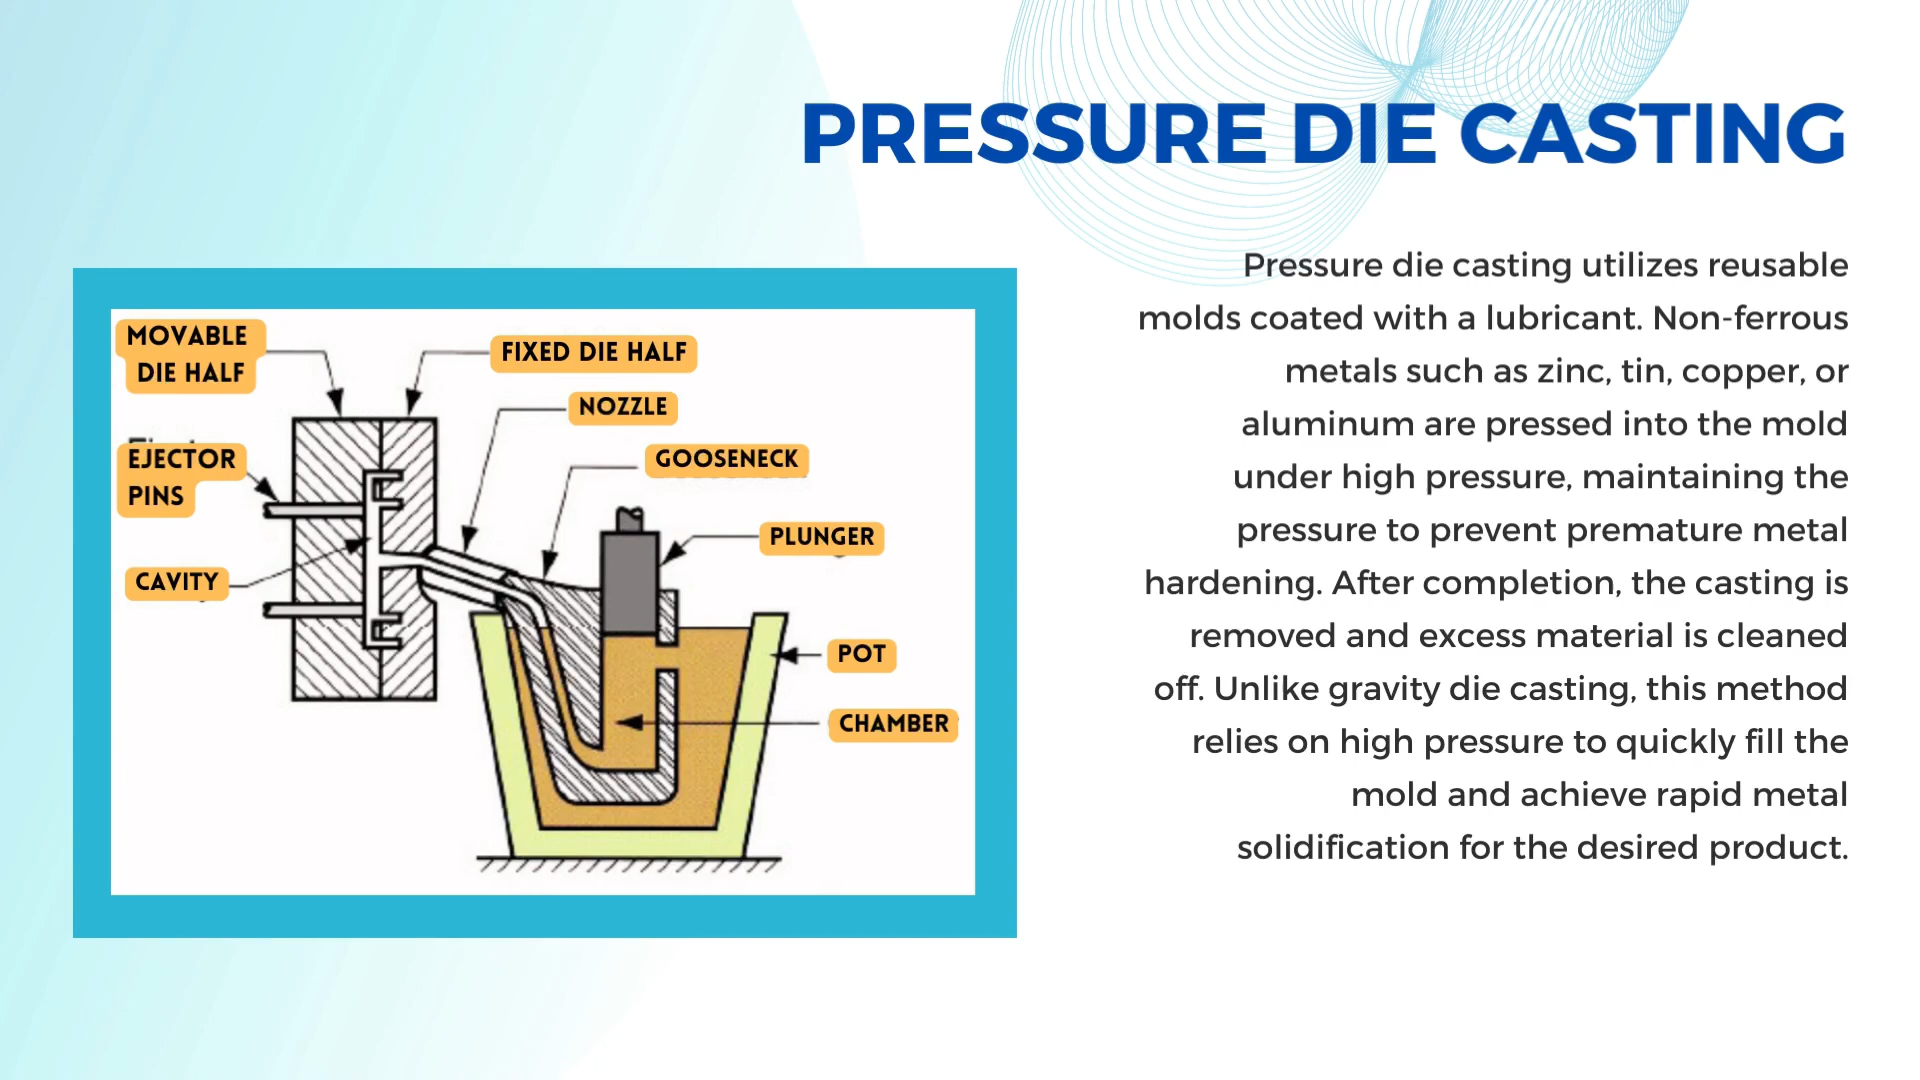 PRESSURE DIE CASTING
MOVABLE
DIE HALF
FIXED DIE HALF
NOZZLE
EJECTOR
PINS
GOOSENECK
PLUNGER
CAVITY
POT
CHAMBER
Pressure die casting utilizes reusable
molds coated with a lubricant. Non-ferrous
metals such as zinc, tin, copper, or
aluminum are pressed into the mold
under high pressure, maintaining the
pressure to prevent premature metal
hardening. After completion, the casting is
removed and excess material is cleaned
off. Unlike gravity die casting, this method
relies on high pressure to quickly fill the
mold and achieve rapid metal
solidification for the desired product.